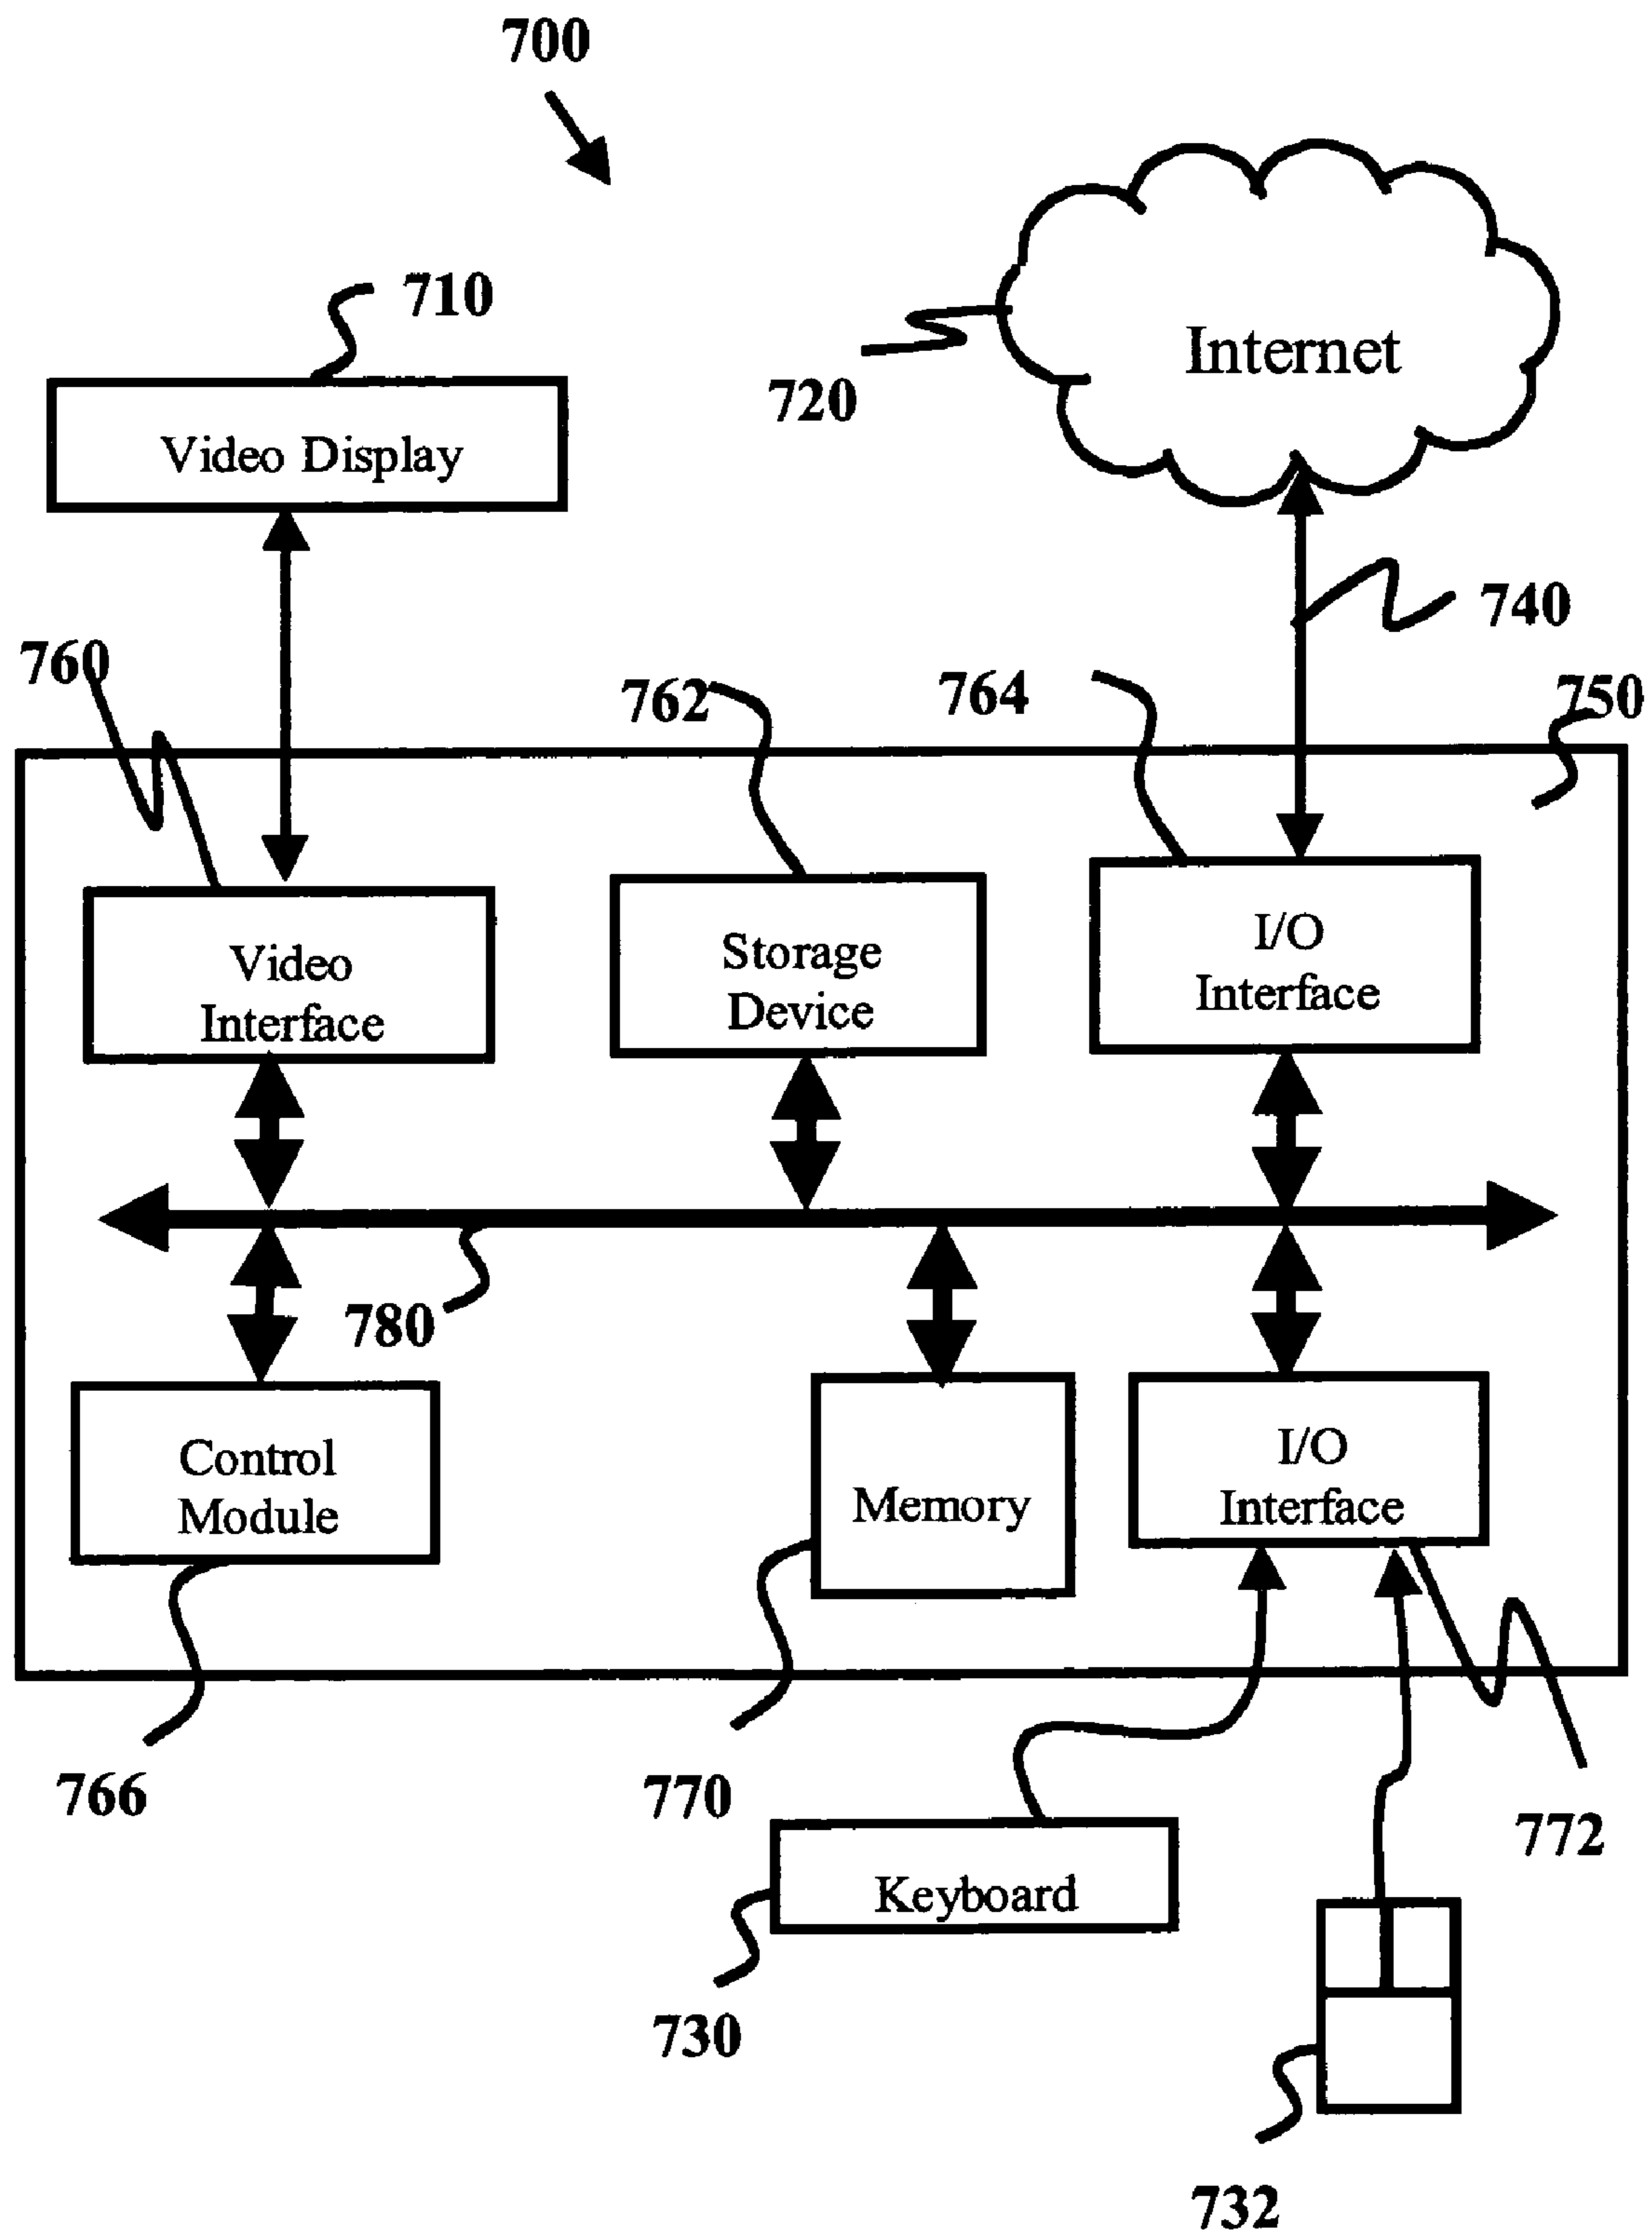 700
710
Internet
720
Video Display
740
760
762
764
750
Video
Interface
Storage
Device
I/O
Interface
780
Control
Module
Memory
I/O
Interface
766
770
772
Keyboard
730
732